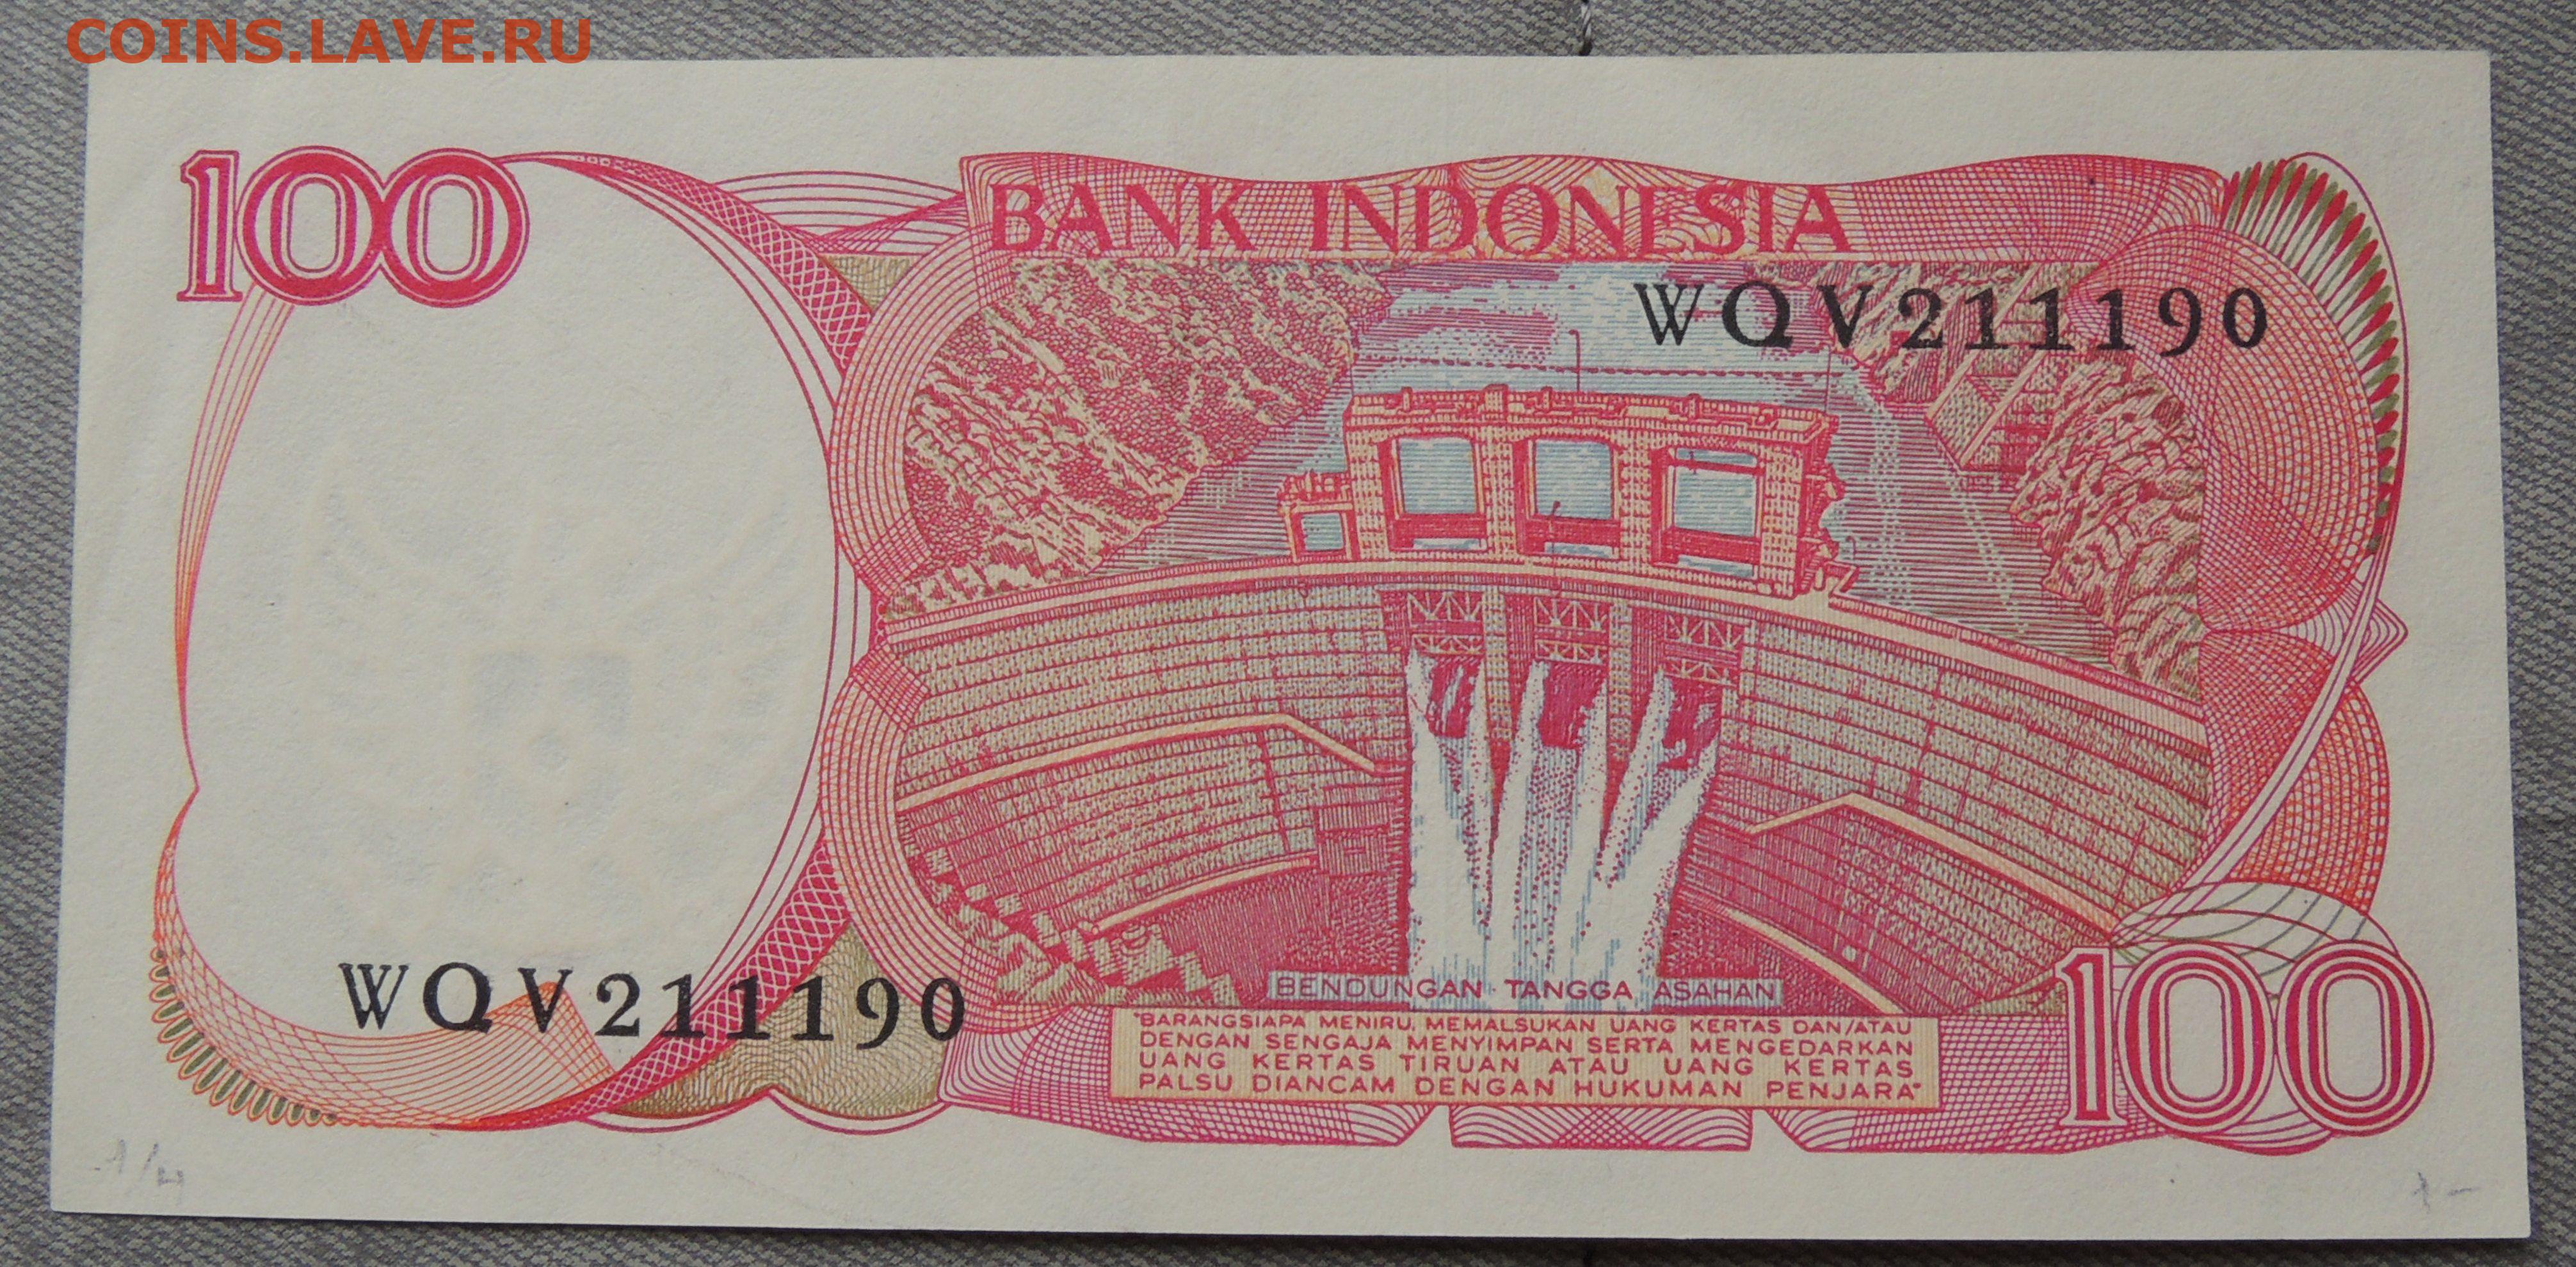 COINS.LAVE.RU
100
BANK INDONESIA
WQV211190
WQV211190
BENDUNGAN TANGGA ASAHAN
"BARANGSIAPA MENIRU, MEMALSUKAN UANG KERTAS DAN/ATAU
DENGAN SENGAJA MENYIMPAN SERTA MENGEDARKAN
UANG KERTAS TIRUAN ATAU UANG KERTAS
PALSU DIANCAM DENGAN HUKUMAN PENJARA"
100